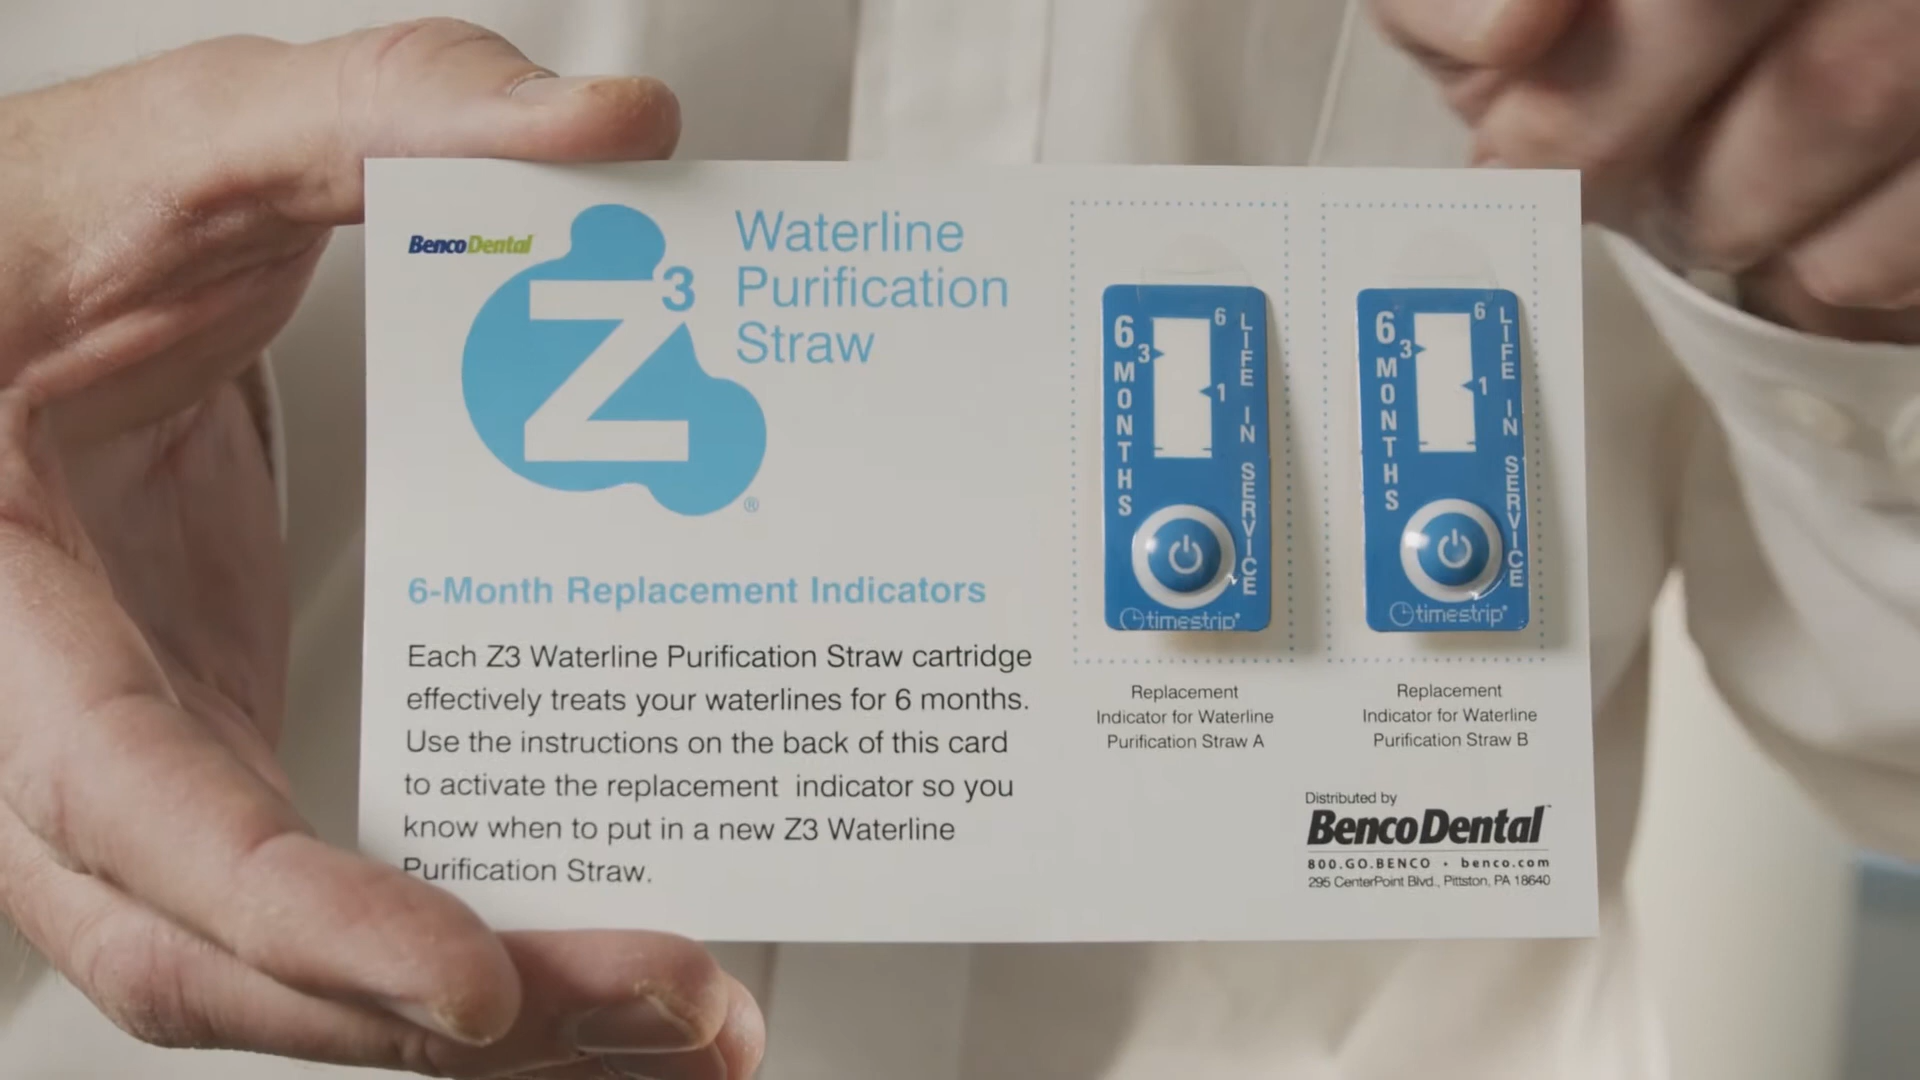 BencoDental
Z3
®
Waterline
Purification
Straw
6-Month Replacement Indicators
Each Z3 Waterline Purification Straw cartridge
effectively treats your waterlines for 6 months.
Use the instructions on the back of this card
to activate the replacement indicator so you
know when to put in a new Z3 Waterline
Purification Straw.
6 MONTHS
6
3
1
LIFE IN SERVICE
timestrip®
Replacement
Indicator for Waterline
Purification Straw A
6 MONTHS
6
3
1
LIFE IN SERVICE
timestrip®
Replacement
Indicator for Waterline
Purification Straw B
Distributed by
BencoDental™
800.GO.BENCO • benco.com
295 CenterPoint Blvd., Pittston, PA 18640